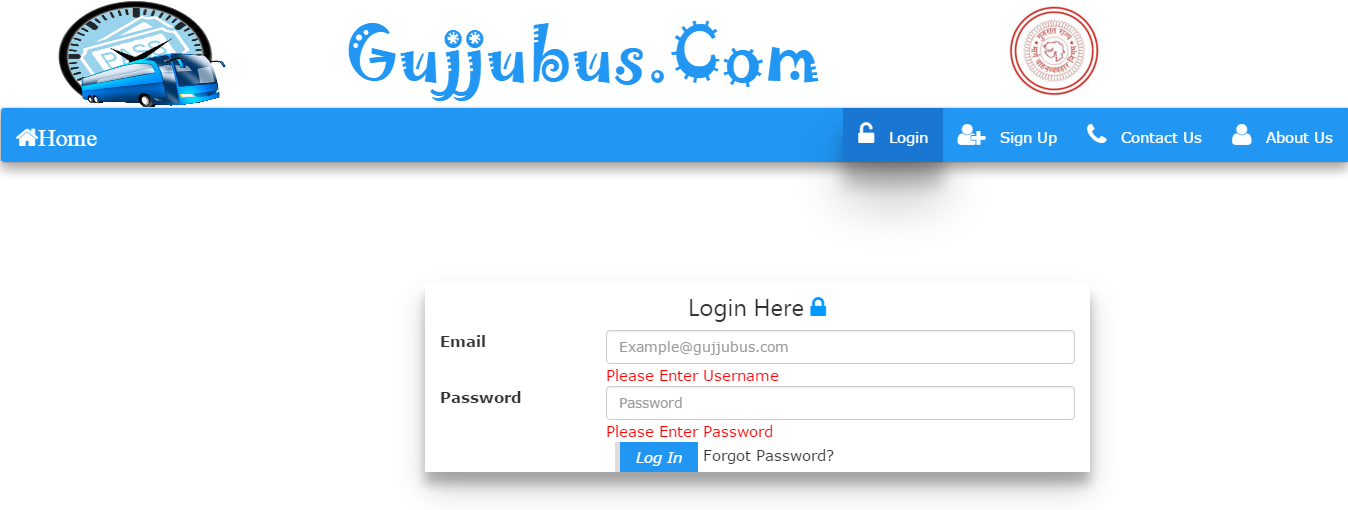 PASS
Gujjubus.Com
ગુજરાત રાજ્ય
Home
Login
Sign Up
Contact Us
About Us
Login Here
Email
Example@gujjubus.com
Please Enter Username
Password
Password
Please Enter Password
Log In
Forgot Password?